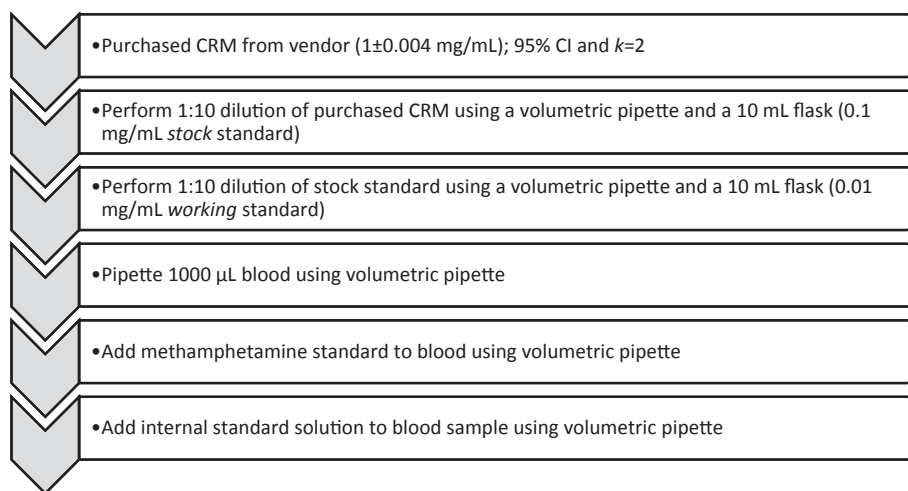 •Purchased CRM from vendor (1±0.004 mg/mL); 95% CI and k=2
•Perform 1:10 dilution of purchased CRM using a volumetric pipette and a 10 mL flask (0.1
mg/mL stock standard)
•Perform 1:10 dilution of stock standard using a volumetric pipette and a 10 mL flask (0.01
mg/mL working standard)
•Pipette 1000 µL blood using volumetric pipette
•Add methamphetamine standard to blood using volumetric pipette
•Add internal standard solution to blood sample using volumetric pipette